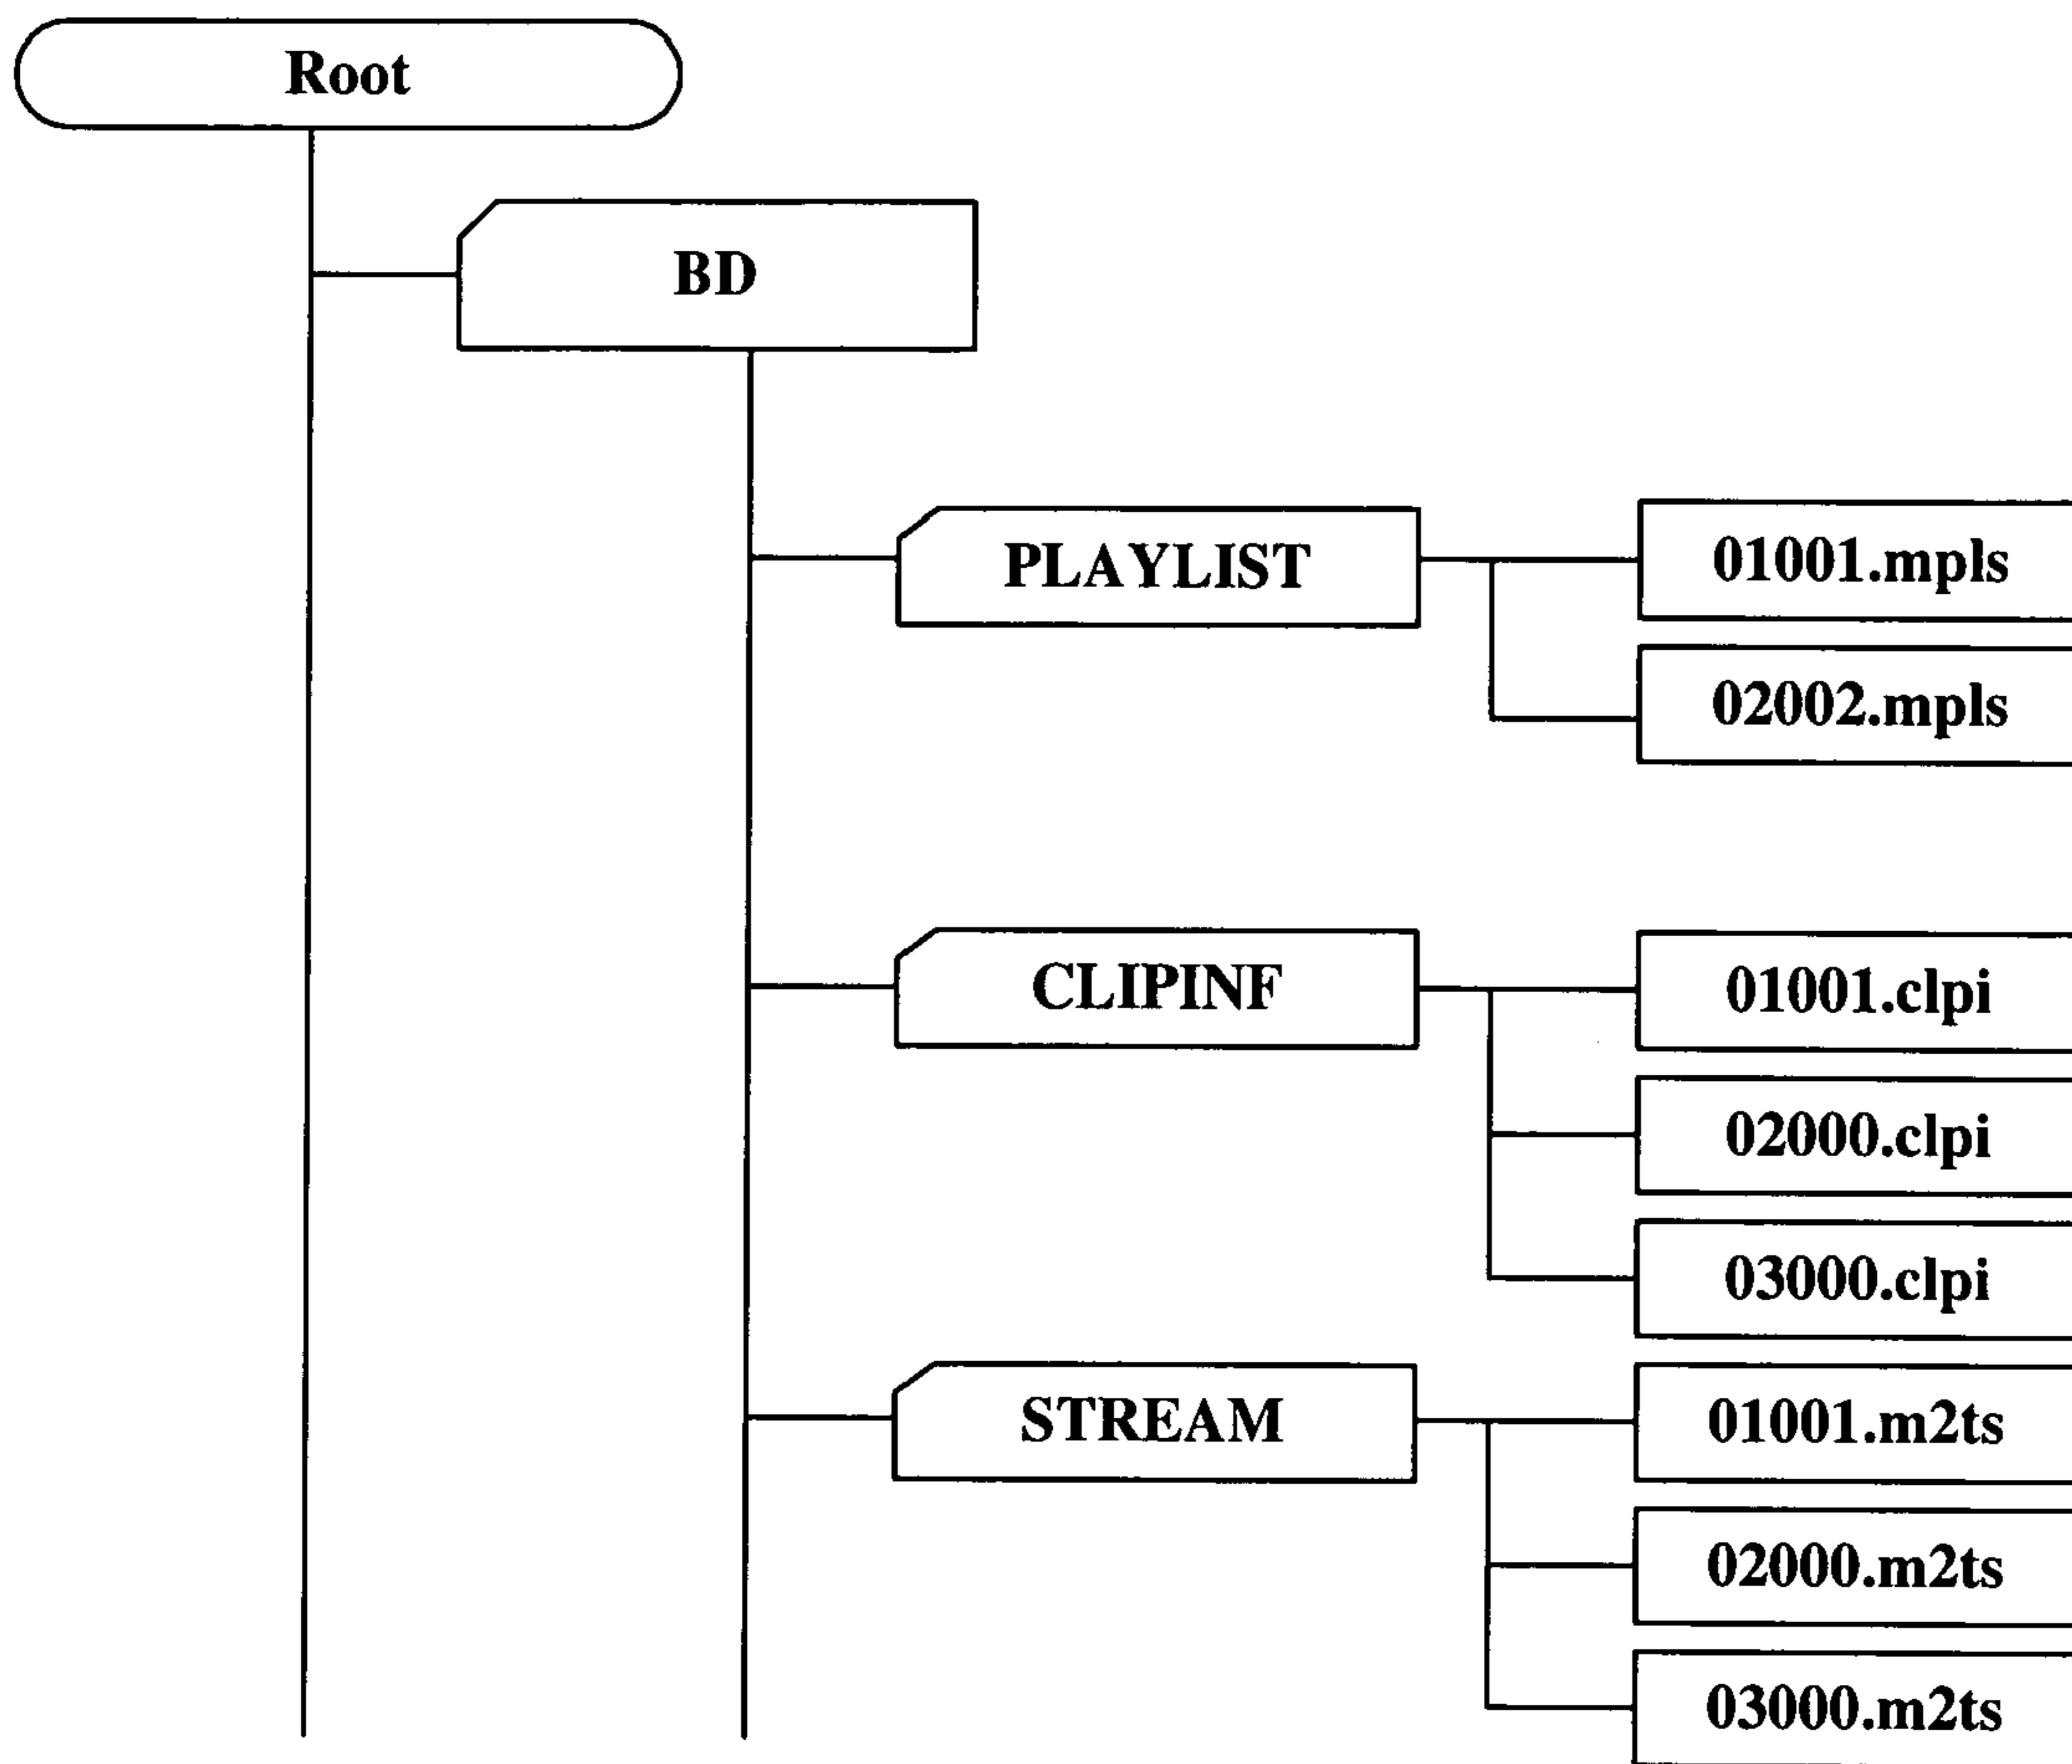 Root
BD
PLAYLIST
01001.mpls
02002.mpls
CLIPINF
01001.clpi
02000.clpi
03000.clpi
STREAM
01001.m2ts
02000.m2ts
03000.m2ts